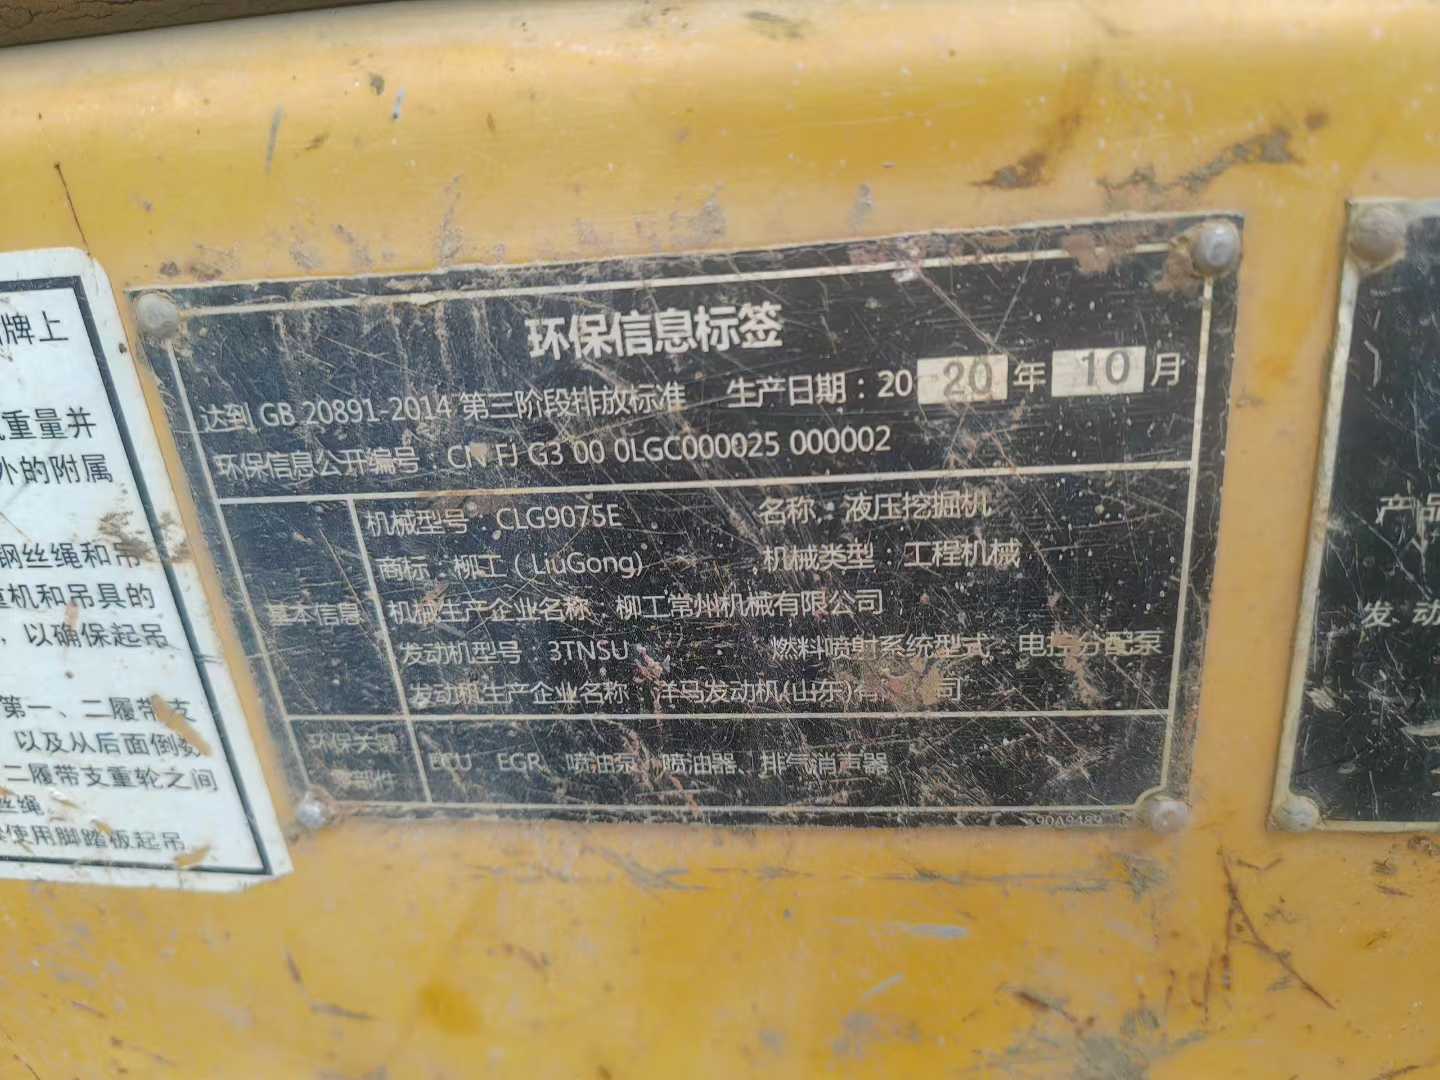 牌上
重量并
外的附属
钢丝绳和吊
机和吊具的
，以确保起吊
第一、二履带支
以及从后面倒数
二履带支重轮之间
丝绳。
使用脚踏板起吊
环保信息标签
达到 GB 20891-2014 第三阶段排放标准 生产日期：20 20 年 10 月
环保信息公开编号 CN FJ G3 00 0LGC000025 000002
基本信息
机械型号：CLG9075E 名称：液压挖掘机
商标：柳工（LiuGong） 机械类型：工程机械
机械生产企业名称：柳工常州机械有限公司
发动机型号：3TN5U 燃料喷射系统型式：电控分配泵
发动机生产企业名称：洋马发动机(山东)有 司
环保关键
部件
ECU、EGR、喷油泵、喷油器、排气消声器
90A9489
产品
发动